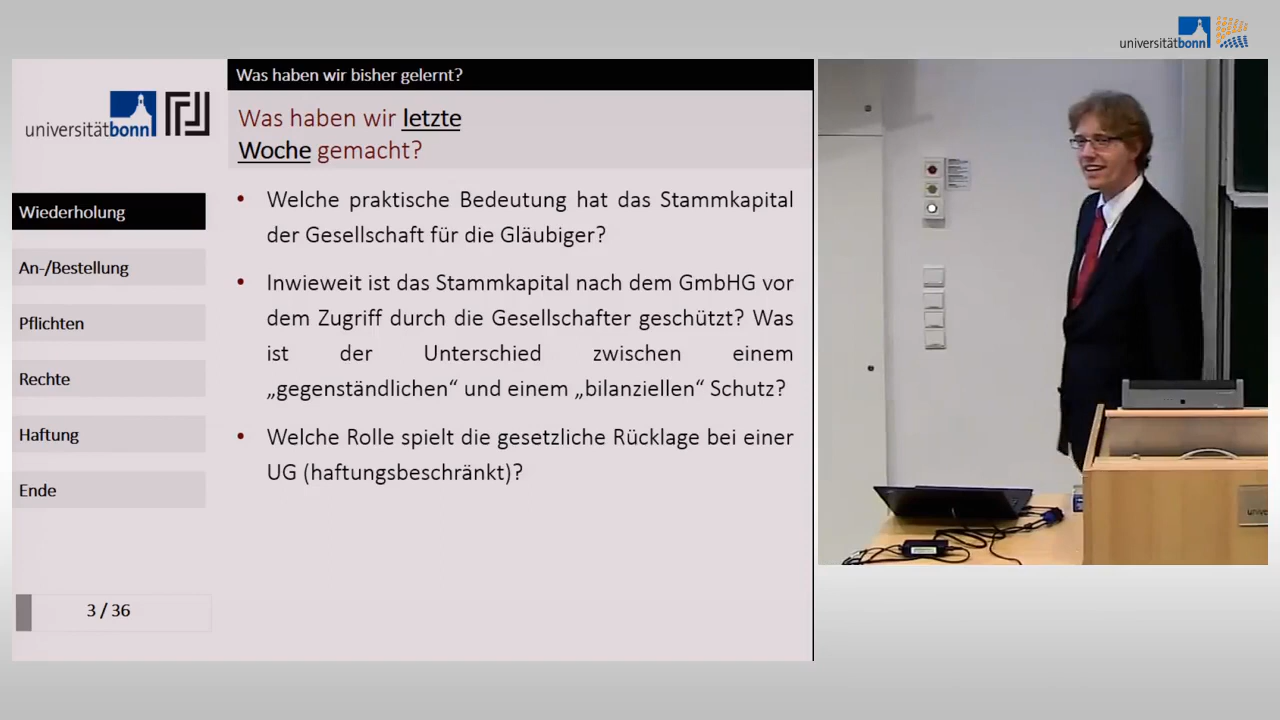 universitätbonn
Was haben wir bisher gelernt?
universitätbonn
Was haben wir letzte
Woche gemacht?
Wiederholung
An-/Bestellung
Pflichten
Rechte
Haftung
Ende
3 / 36
• Welche praktische Bedeutung hat das Stammkapital
der Gesellschaft für die Gläubiger?
• Inwieweit ist das Stammkapital nach dem GmbHG vor
dem Zugriff durch die Gesellschafter geschützt? Was
ist der Unterschied zwischen einem
„gegenständlichen“ und einem „bilanziellen“ Schutz?
• Welche Rolle spielt die gesetzliche Rücklage bei einer
UG (haftungsbeschränkt)?